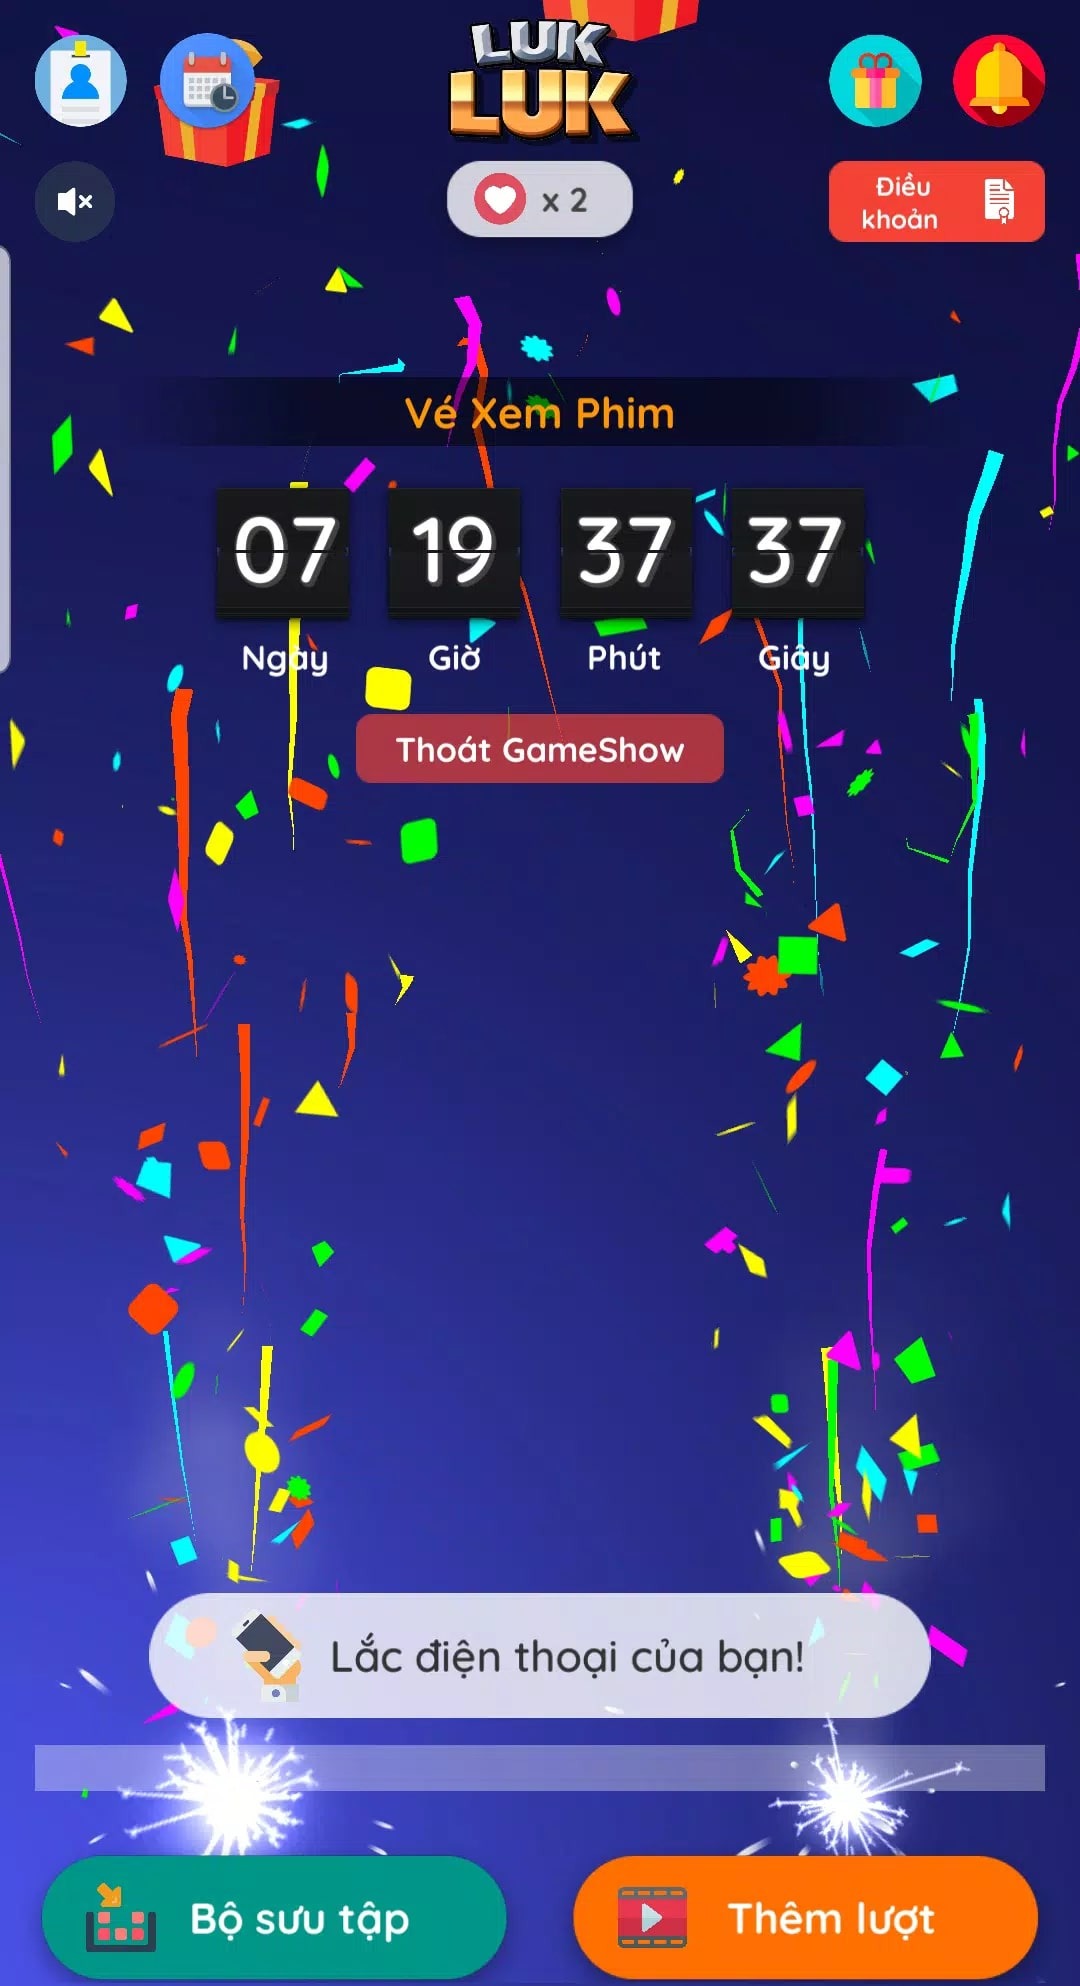 LUK
LUK
x 2
Điều
khoản
Vé Xem Phim
07 19 37 37
Ngày Giờ Phút Giây
Thoát GameShow
Lắc điện thoại của bạn!
Bộ sưu tập
Thêm lượt